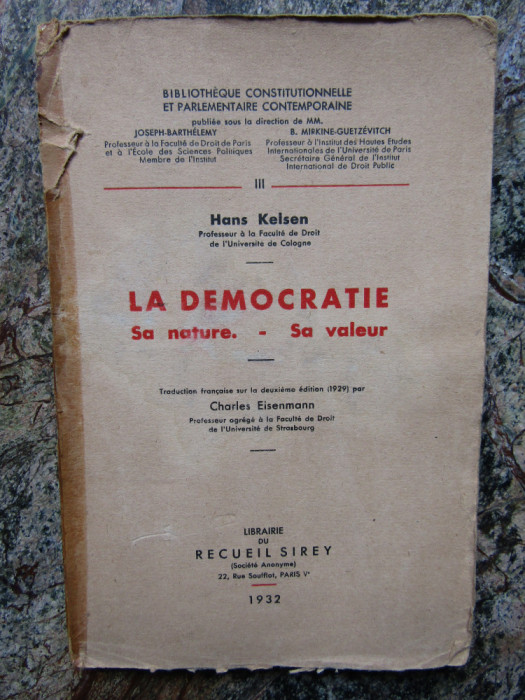 BIBLIOTHÈQUE CONSTITUTIONNELLE
ET PARLEMENTAIRE CONTEMPORAINE
publiée sous la direction de MM.
JOSEPH-BARTHÉLEMY
Professeur à la Faculté de Droit de Paris
et à l'École des Sciences Politiques
Membre de l'Institut
B. MIRKINE-GUETZÉVITCH
Professeur à l'Institut des Hautes Études
Internationales de l'Université de Paris
Secrétaire Général de l'Institut
International de Droit Public
III
Hans Kelsen
Professeur à la Faculté de Droit
de l'Université de Cologne
LA DEMOCRATIE
Sa nature. - Sa valeur
Traduction française sur la deuxième édition (1929) par
Charles Eisenmann
Professeur agrégé à la Faculté de Droit
de l'Université de Strasbourg
LIBRAIRIE
DU
RECUEIL SIREY
(Société Anonyme)
22, Rue Soufflot, PARIS Vᵉ
1932